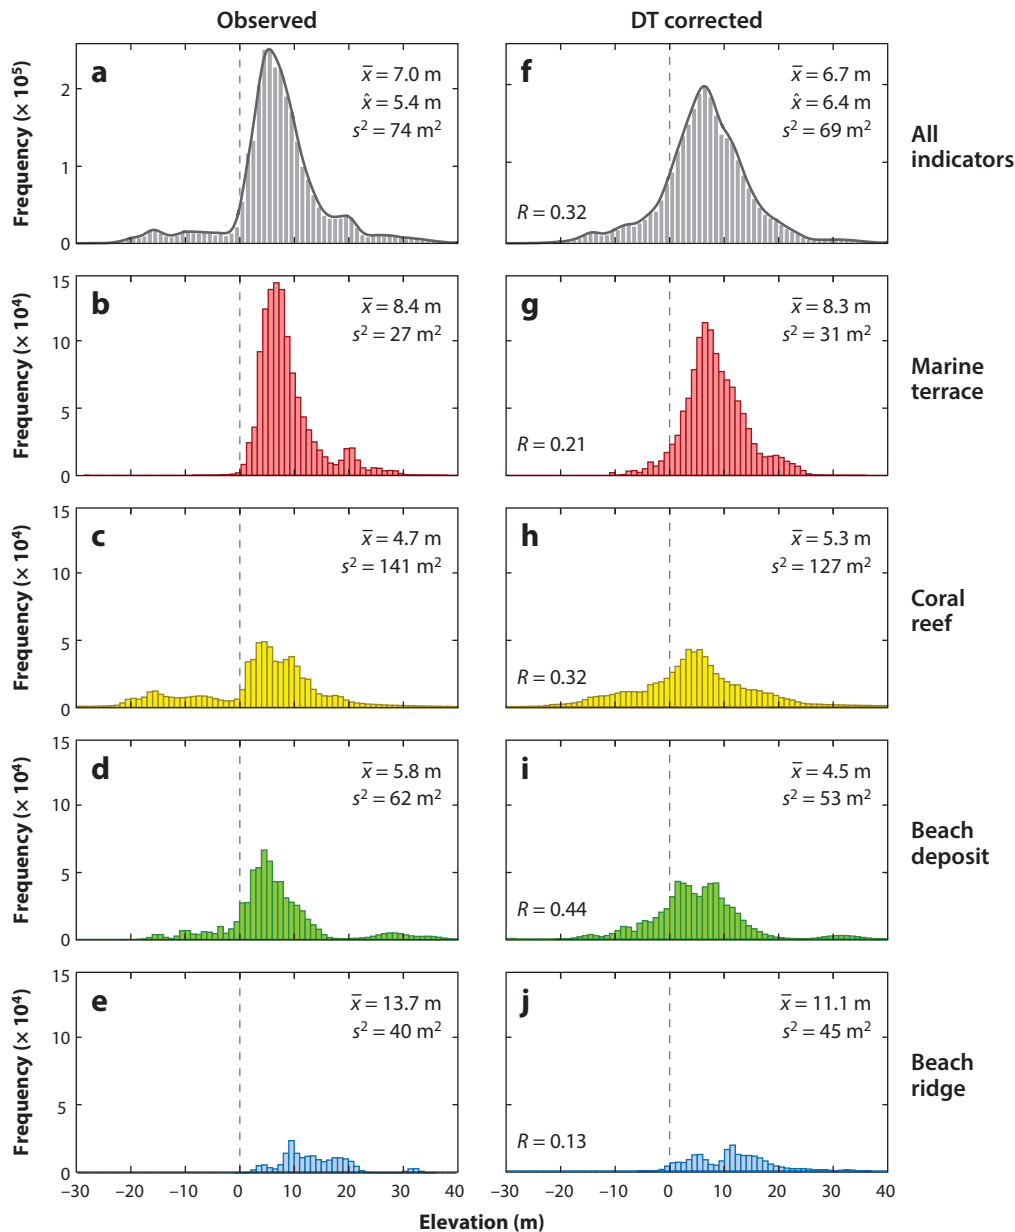 Observed
DT corrected
a
x̄ = 7.0 m
x̂ = 5.4 m
s² = 74 m²
f
x̄ = 6.7 m
x̂ = 6.4 m
s² = 69 m²
R = 0.32
All
indicators
Frequency (× 10⁵)
2
1
0
b
x̄ = 8.4 m
s² = 27 m²
g
x̄ = 8.3 m
s² = 31 m²
R = 0.21
Marine
terrace
Frequency (× 10⁴)
15
10
5
0
c
x̄ = 4.7 m
s² = 141 m²
h
x̄ = 5.3 m
s² = 127 m²
R = 0.32
Coral
reef
Frequency (× 10⁴)
15
10
5
0
d
x̄ = 5.8 m
s² = 62 m²
i
x̄ = 4.5 m
s² = 53 m²
R = 0.44
Beach
deposit
Frequency (× 10⁴)
15
10
5
0
e
x̄ = 13.7 m
s² = 40 m²
j
x̄ = 11.1 m
s² = 45 m²
R = 0.13
Beach
ridge
Frequency (× 10⁴)
15
10
5
0
−30 −20 −10 0 10 20 30 40
−30 −20 −10 0 10 20 30 40
Elevation (m)